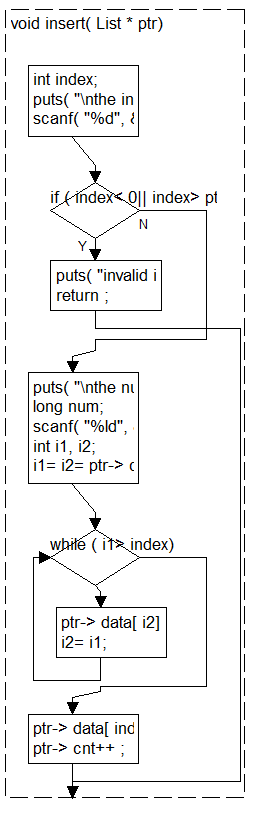 void insert( List * ptr)
int index;
puts( "\nthe in
scanf( "%d", &
if ( index< 0|| index> pt
N
Y
puts( "invalid i
return ;
puts( "\nthe nu
long num;
scanf( "%ld",
int i1, i2;
i1= i2= ptr-> c
while ( i1> index)
ptr-> data[ i2]
i2= i1;
ptr-> data[ ind
ptr-> cnt++ ;